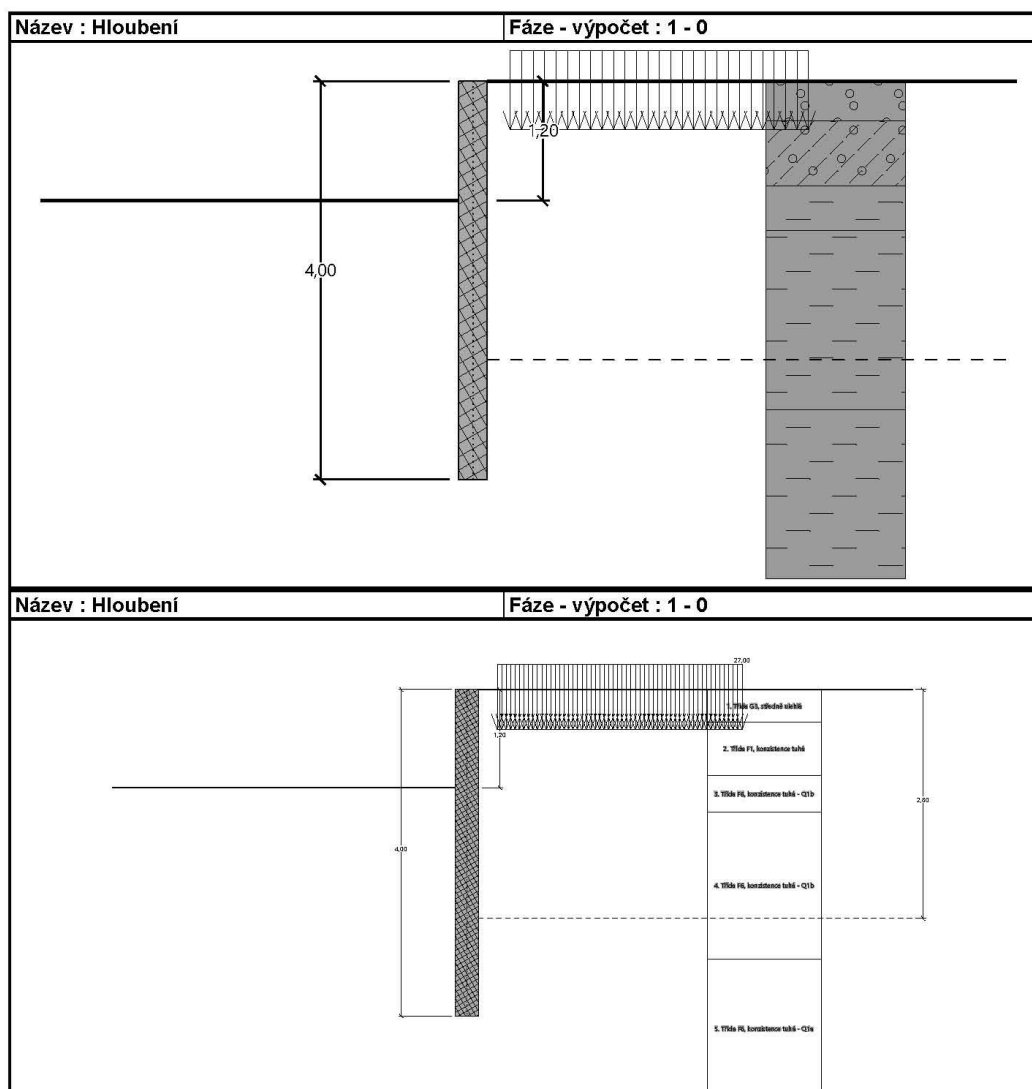 Název : Hloubení
Fáze - výpočet : 1 - 0
1,20
4,00
Název : Hloubení
Fáze - výpočet : 1 - 0
27,00
1. Třída G3, středně ulehlá
1,20
2. Třída F1, konzistence tuhá
3. Třída F6, konzistence tuhá - Q1b
2,80
4,00
4. Třída F6, konzistence tuhá - Q1b
5. Třída F6, konzistence tuhá - Q1a